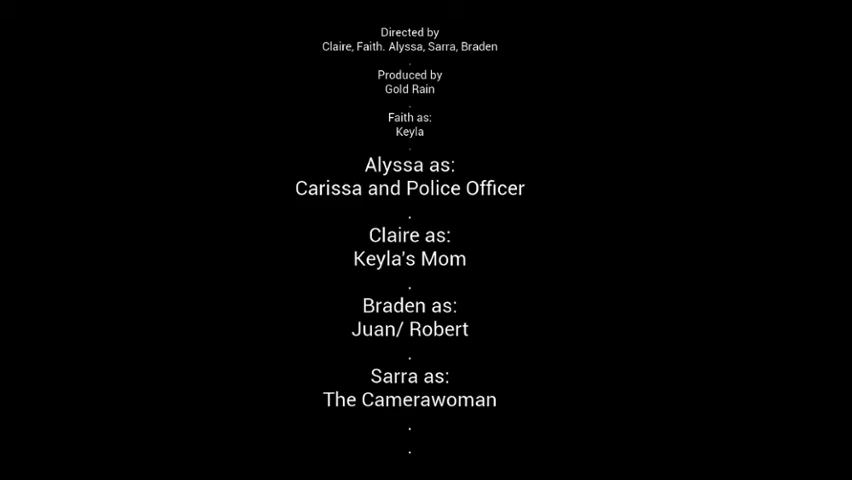 Directed by
Claire, Faith. Alyssa, Sarra, Braden
.
Produced by
Gold Rain
.
Faith as:
Keyla
.
Alyssa as:
Carissa and Police Officer
.
Claire as:
Keyla's Mom
.
Braden as:
Juan/ Robert
.
Sarra as:
The Camerawoman
.
.